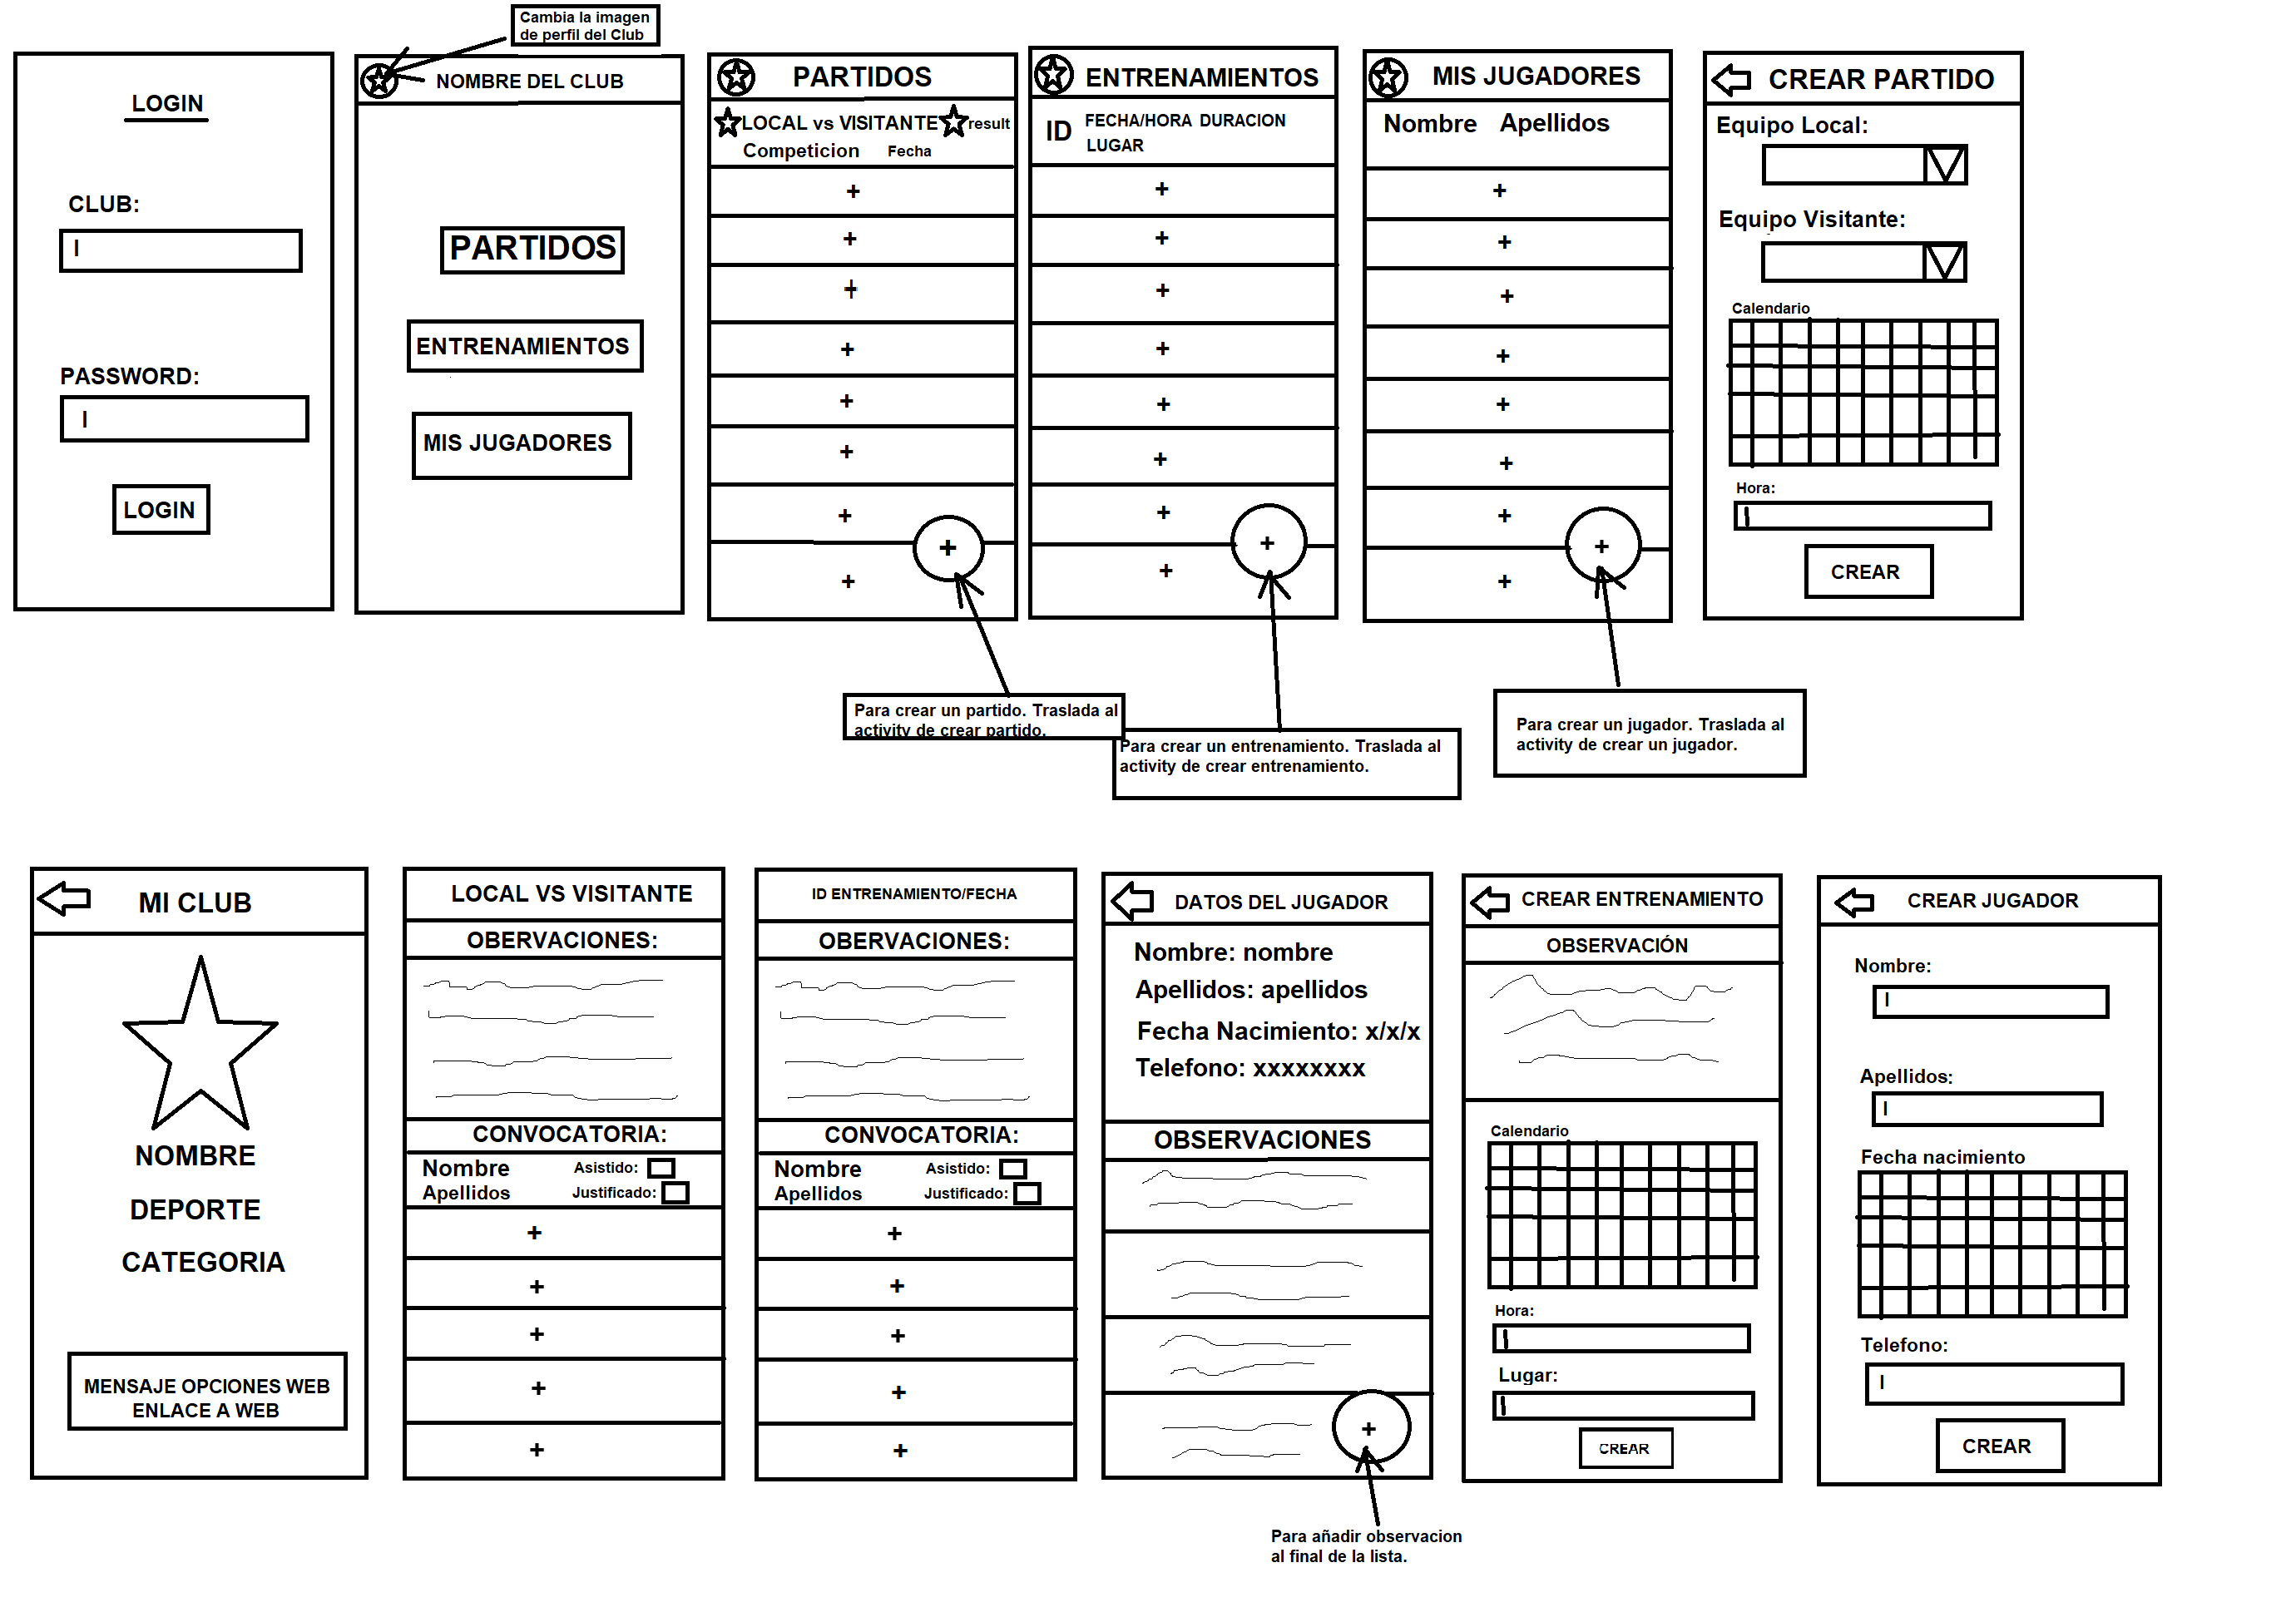 Cambia la imagen
de perfil del Club
LOGIN
CLUB:
PASSWORD:
LOGIN
NOMBRE DEL CLUB
PARTIDOS
ENTRENAMIENTOS
MIS JUGADORES
PARTIDOS
LOCAL vs VISITANTE result
Competicion Fecha
+
+
+
+
+
+
+
+
+
ENTRENAMIENTOS
ID FECHA/HORA DURACION
LUGAR
+
+
+
+
+
+
+
+
+
MIS JUGADORES
Nombre Apellidos
+
+
+
+
+
+
+
+
+
CREAR PARTIDO
Equipo Local:
Equipo Visitante:
Calendario
Hora:
CREAR
Para crear un partido. Traslada al
activity de crear partido.
Para crear un entrenamiento. Traslada al
activity de crear entrenamiento.
Para crear un jugador. Traslada al
activity de crear un jugador.
MI CLUB
NOMBRE
DEPORTE
CATEGORIA
MENSAJE OPCIONES WEB
ENLACE A WEB
LOCAL VS VISITANTE
OBERVACIONES:
CONVOCATORIA:
Nombre Asistido:
Apellidos Justificado:
+
+
+
+
+
ID ENTRENAMIENTO/FECHA
OBERVACIONES:
CONVOCATORIA:
Nombre Asistido:
Apellidos Justificado:
+
+
+
+
+
DATOS DEL JUGADOR
Nombre: nombre
Apellidos: apellidos
Fecha Nacimiento: x/x/x
Telefono: xxxxxxxx
OBSERVACIONES
+
Para añadir observacion
al final de la lista.
CREAR ENTRENAMIENTO
OBSERVACIÓN
Calendario
Hora:
Lugar:
CREAR
CREAR JUGADOR
Nombre:
Apellidos:
Fecha nacimiento
Telefono:
CREAR